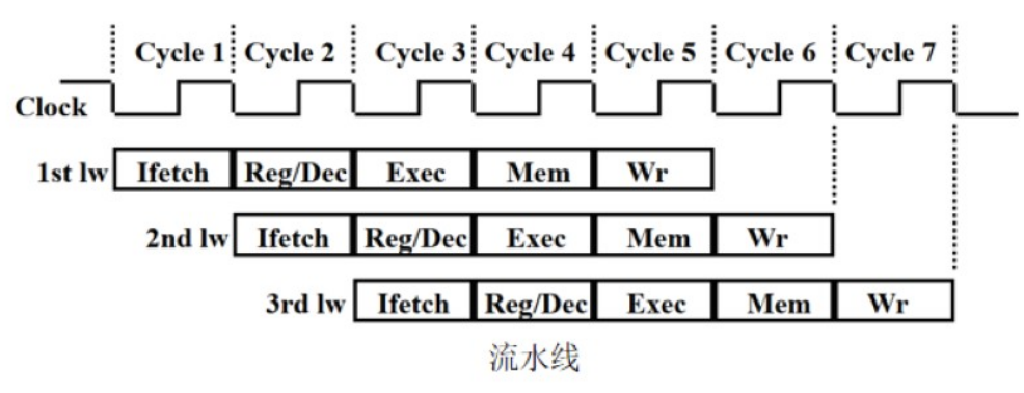 Cycle 1 Cycle 2 Cycle 3 Cycle 4 Cycle 5 Cycle 6 Cycle 7
Clock
1st lw Ifetch Reg/Dec Exec Mem Wr
2nd lw Ifetch Reg/Dec Exec Mem Wr
3rd lw Ifetch Reg/Dec Exec Mem Wr
流水线